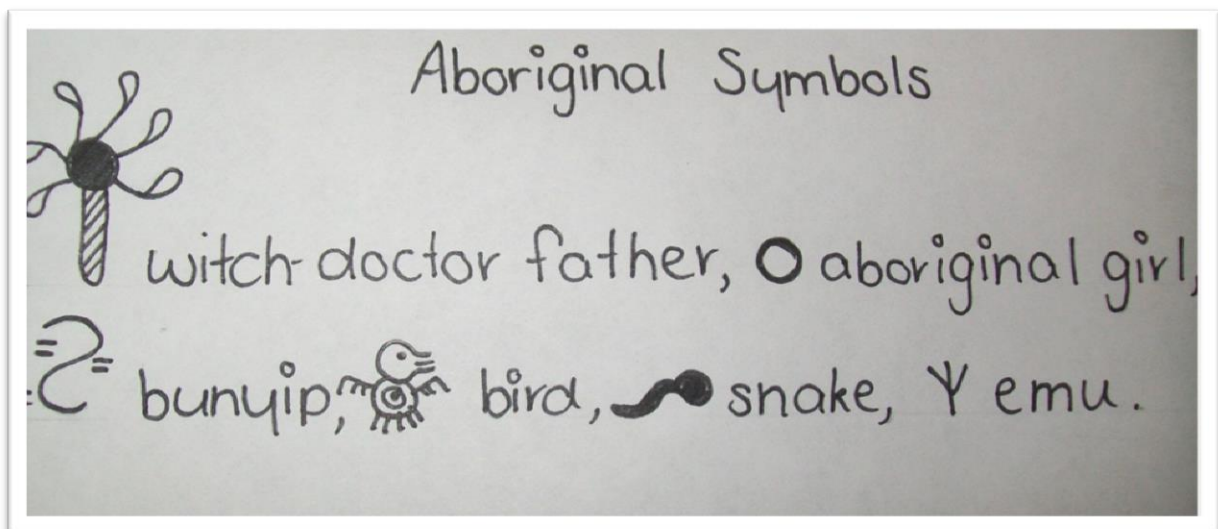 Aboriginal Symbols
witch-doctor father, aboriginal girl,
bunyip, bird, snake, emu.